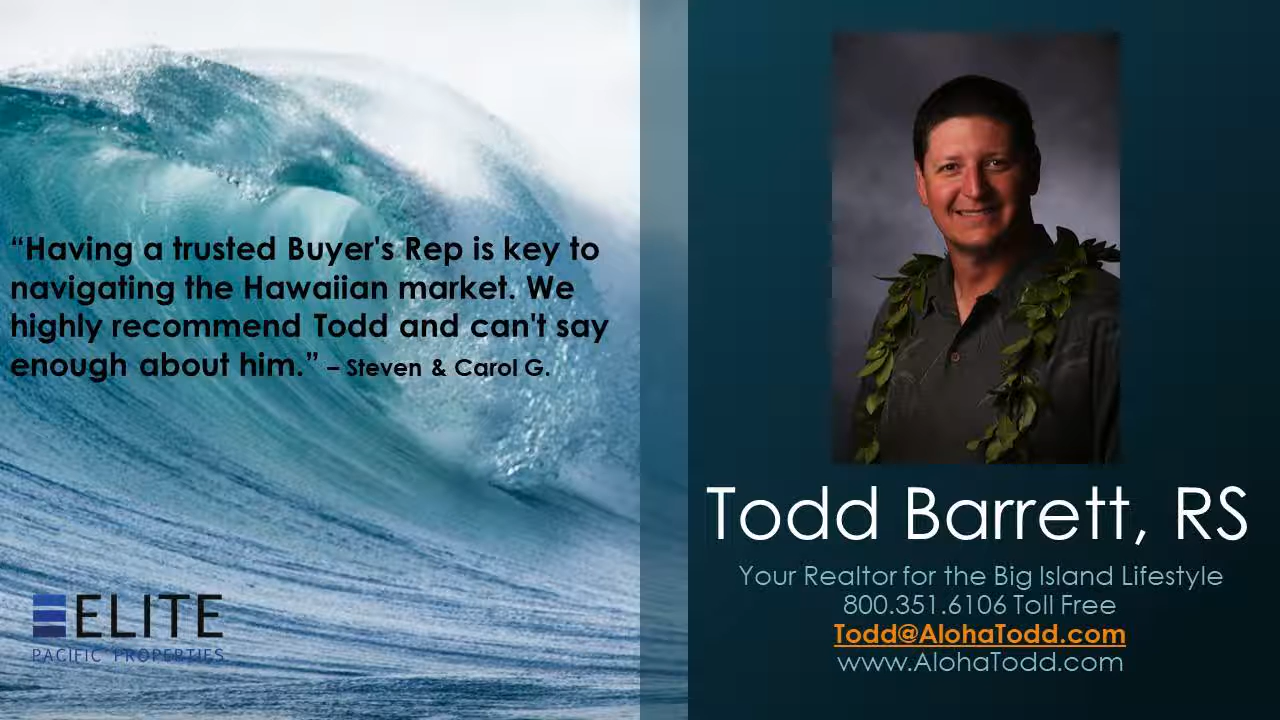 “Having a trusted Buyer's Rep is key to
navigating the Hawaiian market. We
highly recommend Todd and can't say
enough about him.” – Steven & Carol G.
ELITE
PACIFIC PROPERTIES
Todd Barrett, RS
Your Realtor for the Big Island Lifestyle
800.351.6106 Toll Free
Todd@AlohaTodd.com
www.AlohaTodd.com